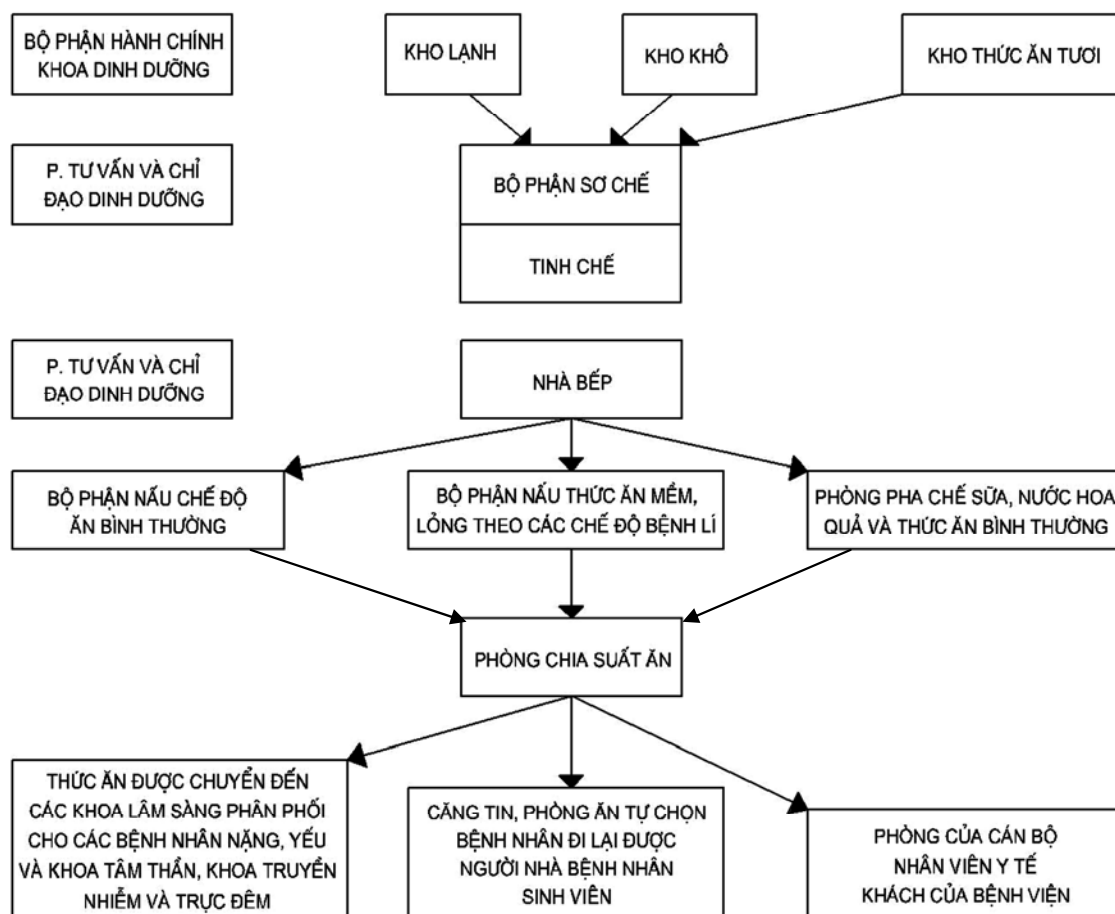 BỘ PHẬN HÀNH CHÍNH
KHOA DINH DƯỠNG
KHO LẠNH
KHO KHÔ
KHO THỨC ĂN TƯƠI
P. TƯ VẤN VÀ CHỈ
ĐẠO DINH DƯỠNG
BỘ PHẬN SƠ CHẾ
TINH CHẾ
P. TƯ VẤN VÀ CHỈ
ĐẠO DINH DƯỠNG
NHÀ BẾP
BỘ PHẬN NẤU CHẾ ĐỘ
ĂN BÌNH THƯỜNG
BỘ PHẬN NẤU THỨC ĂN MỀM,
LỎNG THEO CÁC CHẾ ĐỘ BỆNH LÍ
PHÒNG PHA CHẾ SỮA, NƯỚC HOA
QUẢ VÀ THỨC ĂN BÌNH THƯỜNG
PHÒNG CHIA SUẤT ĂN
THỨC ĂN ĐƯỢC CHUYỂN ĐẾN
CÁC KHOA LÂM SÀNG PHÂN PHỐI
CHO CÁC BỆNH NHÂN NẶNG, YẾU
VÀ KHOA TÂM THẦN, KHOA TRUYỀN
NHIỄM VÀ TRỰC ĐÊM
CĂNG TIN, PHÒNG ĂN TỰ CHỌN
BỆNH NHÂN ĐI LẠI ĐƯỢC
NGƯỜI NHÀ BỆNH NHÂN
SINH VIÊN
PHÒNG CỦA CÁN BỘ
NHÂN VIÊN Y TẾ
KHÁCH CỦA BỆNH VIỆN